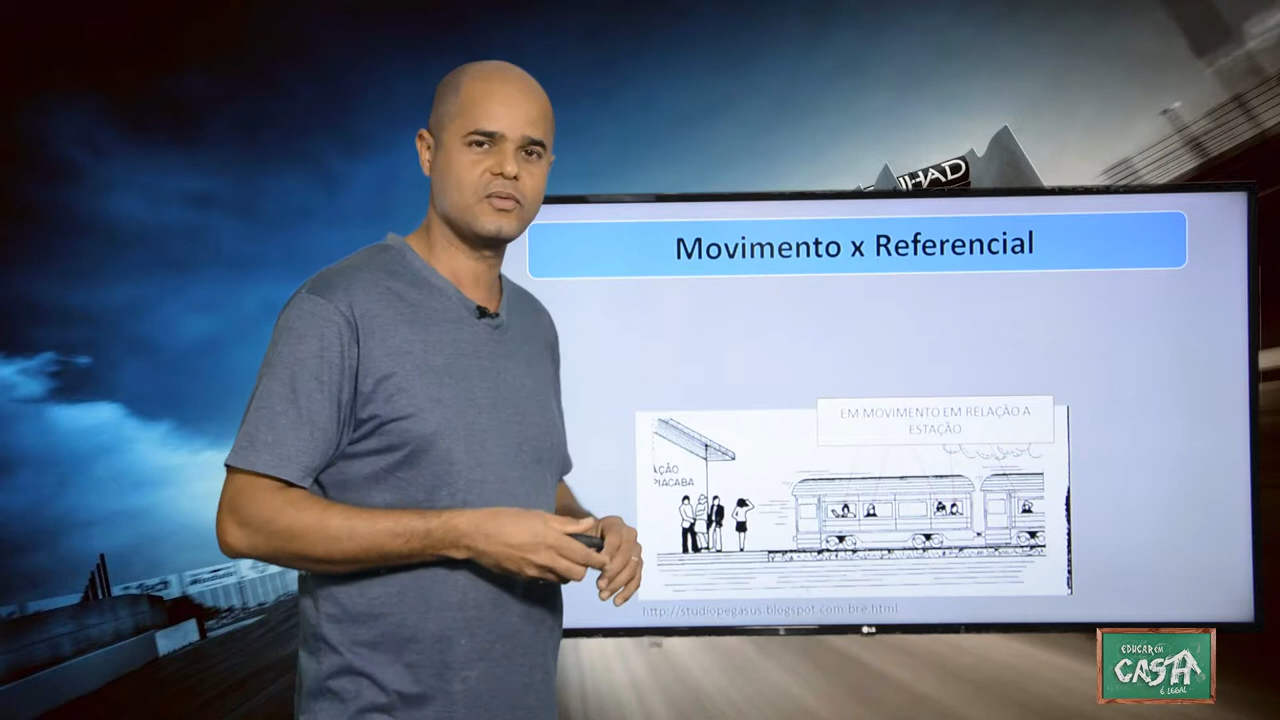 Movimento x Referencial
EM MOVIMENTO EM RELAÇÃO A
ESTAÇÃO
AÇÃO
PIACABA
http://studiopegasus.blogspot.com-bre.html
LG
EDUCAR EM
CASA
É LEGAL